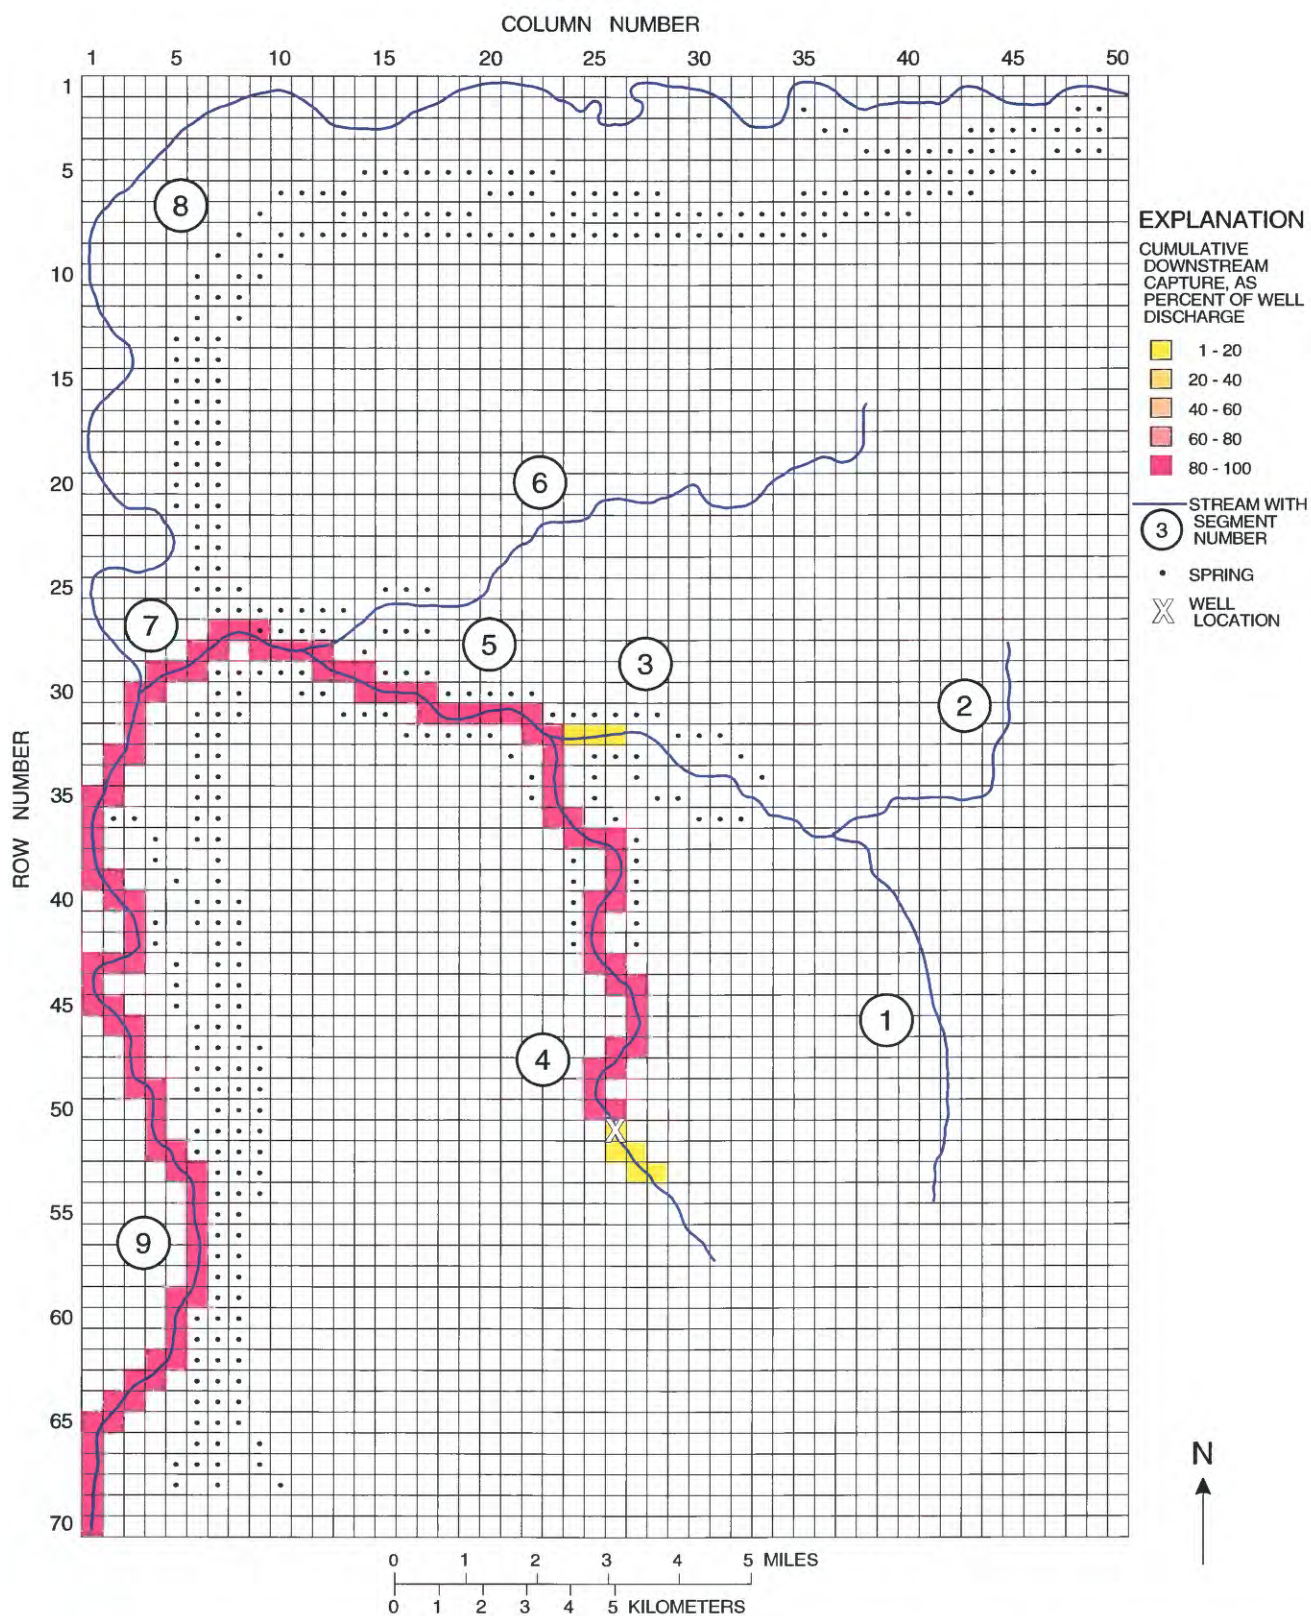 COLUMN NUMBER
1 5 10 15 20 25 30 35 40 45 50
1
5
8
10
15
20
6
25
7
5
3
30
2
ROW NUMBER
35
40
45
1
4
50
55
9
60
65
70
EXPLANATION
CUMULATIVE
DOWNSTREAM
CAPTURE, AS
PERCENT OF WELL
DISCHARGE
1 - 20
20 - 40
40 - 60
60 - 80
80 - 100
STREAM WITH
SEGMENT
NUMBER
3
SPRING
X WELL
LOCATION
X
N
0 1 2 3 4 5 MILES
0 1 2 3 4 5 KILOMETERS